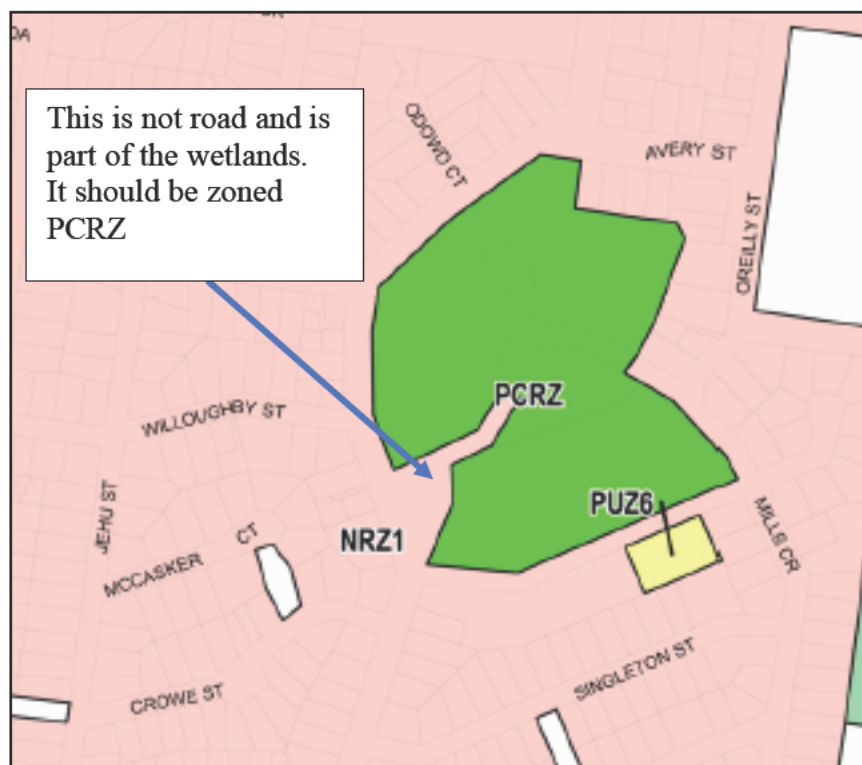 DA
This is not road and is
part of the wetlands.
It should be zoned
PCRZ
ODOWD CT
AVERY ST
OREILLY ST
PCRZ
WILLOUGHBY ST
JEHU ST
PUZ6
MILLS CR
NRZ1
MCCASKER CT
SINGLETON ST
CROWE ST